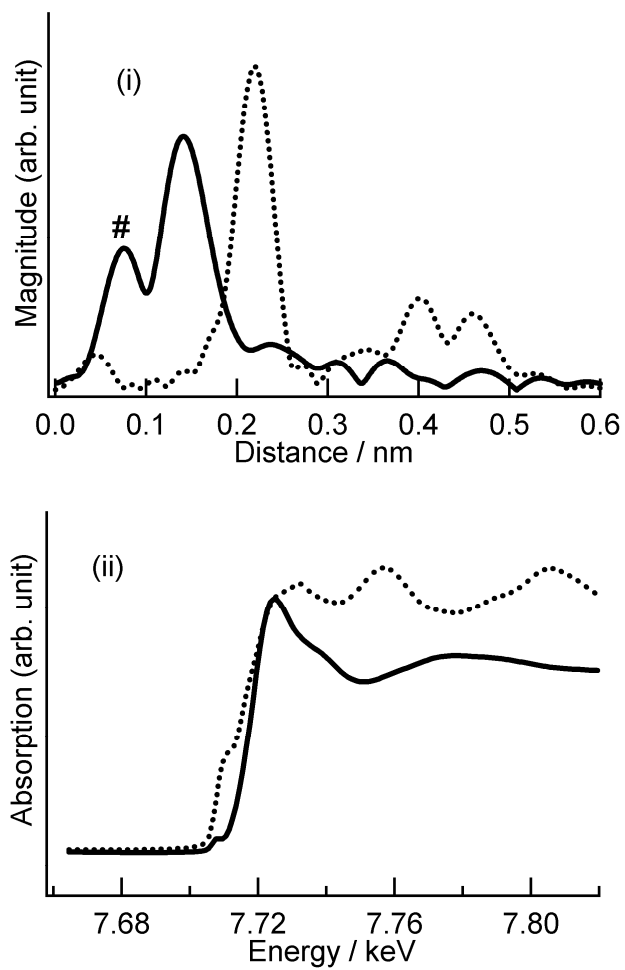 (i)
Magnitude (arb. unit)
#
0.0 0.1 0.2 0.3 0.4 0.5 0.6
Distance / nm
(ii)
Absorption (arb. unit)
7.68 7.72 7.76 7.80
Energy / keV